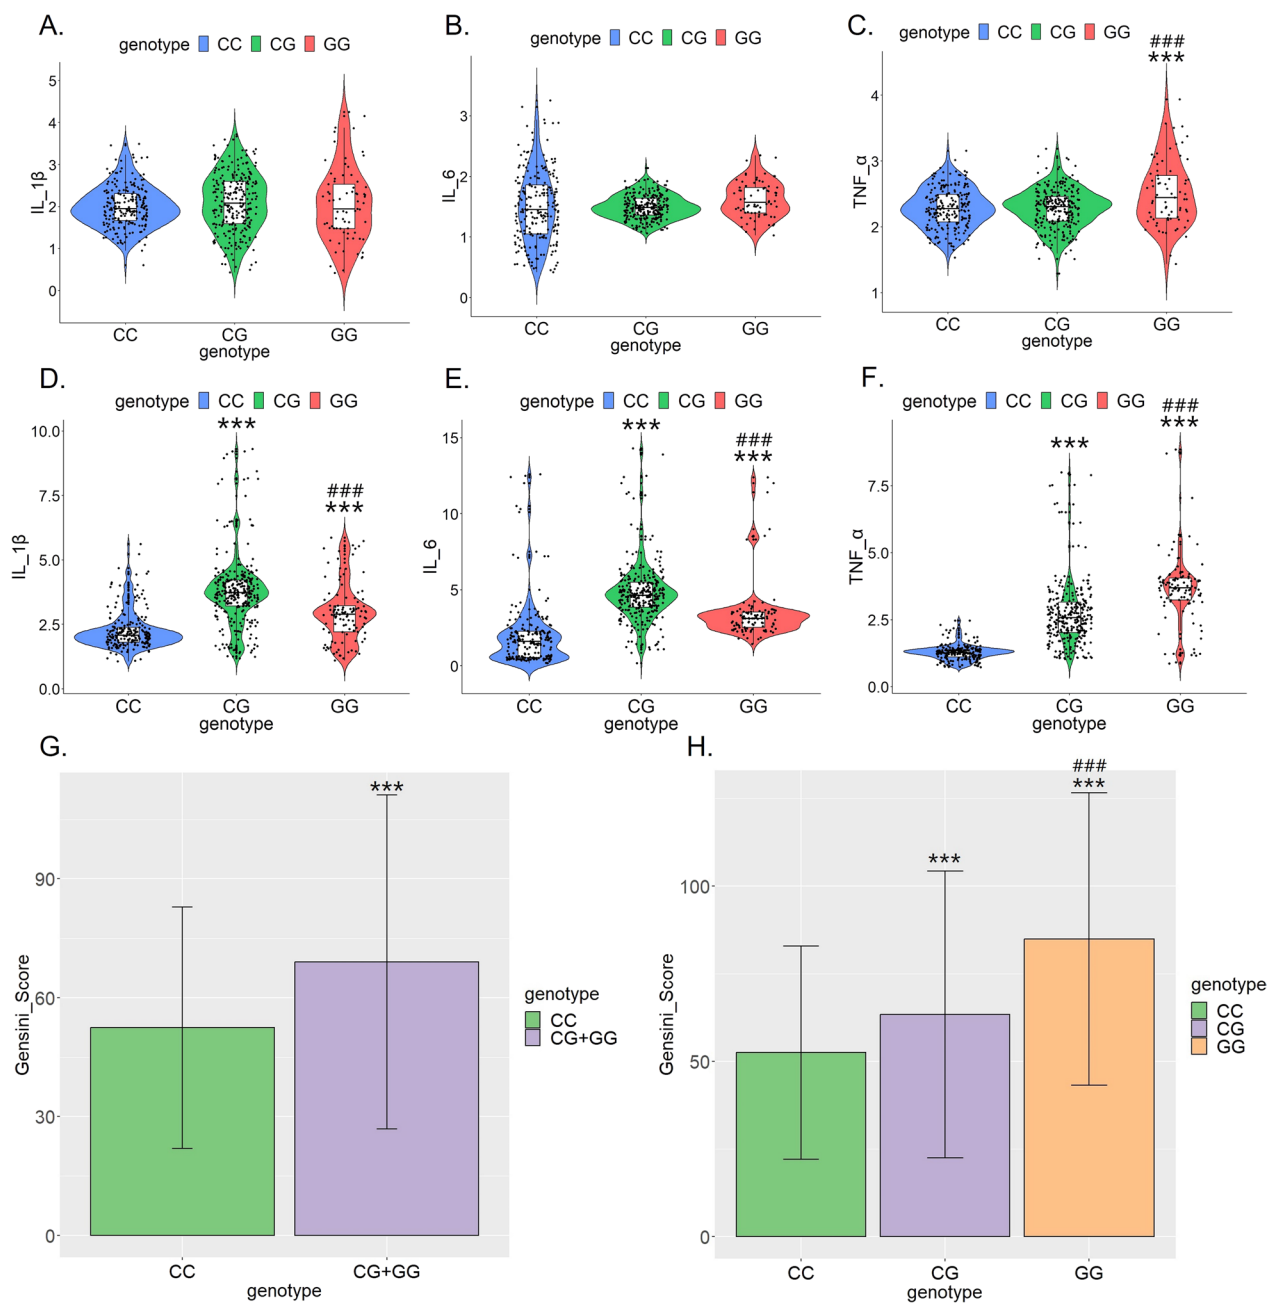 A.
genotype CC CG GG
IL_1β
5
4
3
2
1
0
CC CG GG
genotype
B.
genotype CC CG GG
IL_6
3
2
1
0
CC CG GG
genotype
C.
genotype CC CG GG
###
***
TNF_α
4
3
2
1
CC CG GG
genotype
D.
genotype CC CG GG
***
###
***
IL_1β
10.0
7.5
5.0
2.5
0.0
CC CG GG
genotype
E.
genotype CC CG GG
***
###
***
IL_6
15
10
5
0
CC CG GG
genotype
F.
genotype CC CG GG
***
###
***
TNF_α
7.5
5.0
2.5
0.0
CC CG GG
genotype
G.
***
Gensini_Score
90
60
30
0
CC CG+GG
genotype
genotype
CC
CG+GG
H.
***
###
***
Gensini_Score
100
50
0
CC CG GG
genotype
genotype
CC
CG
GG